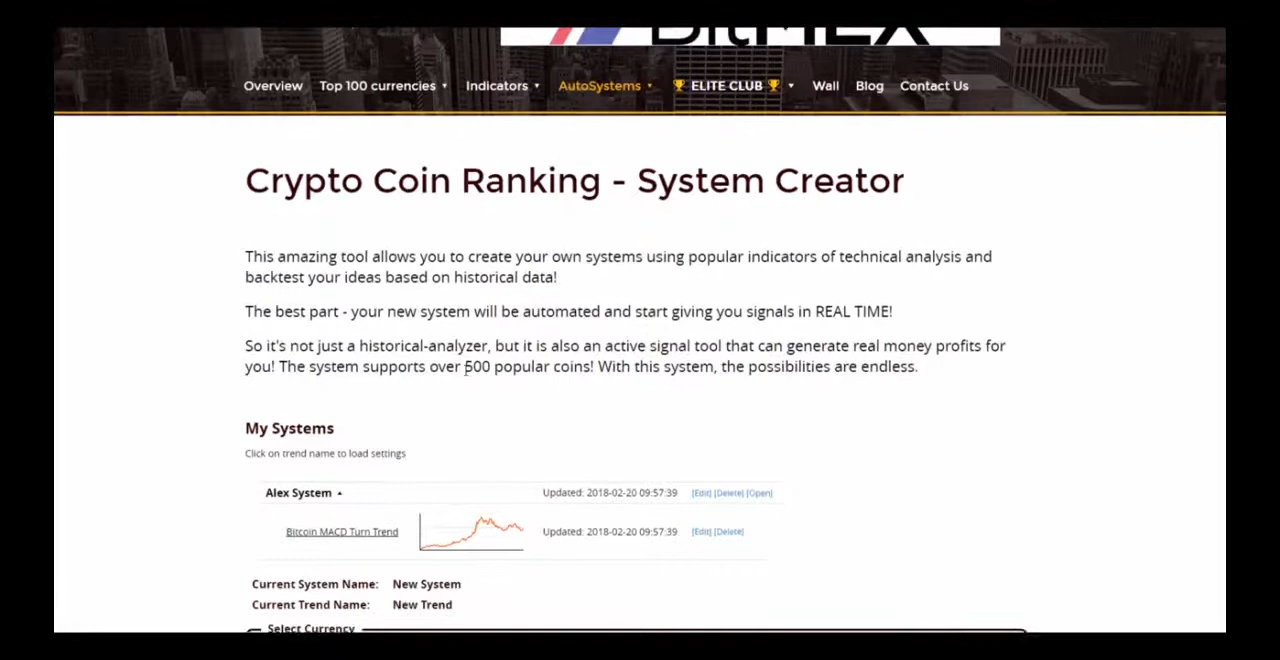 BitMEX
Overview Top 100 currencies Indicators AutoSystems ELITE CLUB Wall Blog Contact Us
Crypto Coin Ranking - System Creator
This amazing tool allows you to create your own systems using popular indicators of technical analysis and
backtest your ideas based on historical data!
The best part - your new system will be automated and start giving you signals in REAL TIME!
So it's not just a historical-analyzer, but it is also an active signal tool that can generate real money profits for
you! The system supports over 500 popular coins! With this system, the possibilities are endless.
My Systems
Click on trend name to load settings
Alex System Updated: 2018-02-20 09:57:39 [Edit] [Delete] [Open]
Bitcoin MACD Turn Trend Updated: 2018-02-20 09:57:39 [Edit] [Delete]
Current System Name: New System
Current Trend Name: New Trend
Select Currency